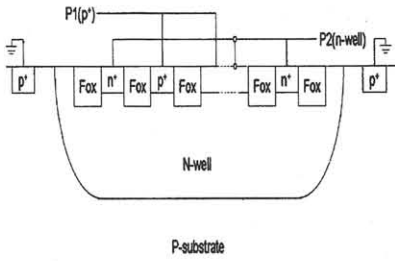 P1(p⁺)
P2(n-well)
p⁺ Fox n⁺ Fox p⁺ Fox Fox n⁺ Fox p⁺
N-well
P-substrate